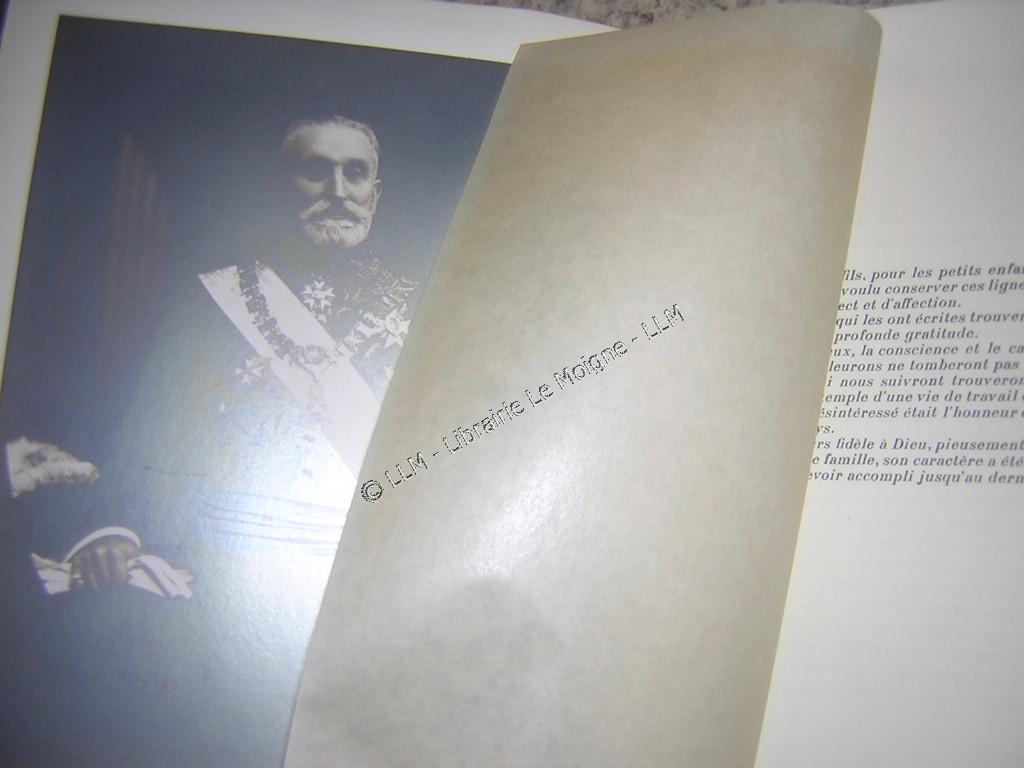 fils, pour les petits enfan
voulu conserver ces ligne
ect et d'affection.
qui les ont écrites trouver
profonde gratitude.
eux, la conscience et le ca
leurons ne tomberont pas
i nous suivront trouveron
emple d'une vie de travail
ésintéressé était l'honneur
ys.
rs fidèle à Dieu, pieusement
e famille, son caractère a été
evoir accompli jusqu'au dern
© LLM - Librairie Le Moigne - LLM